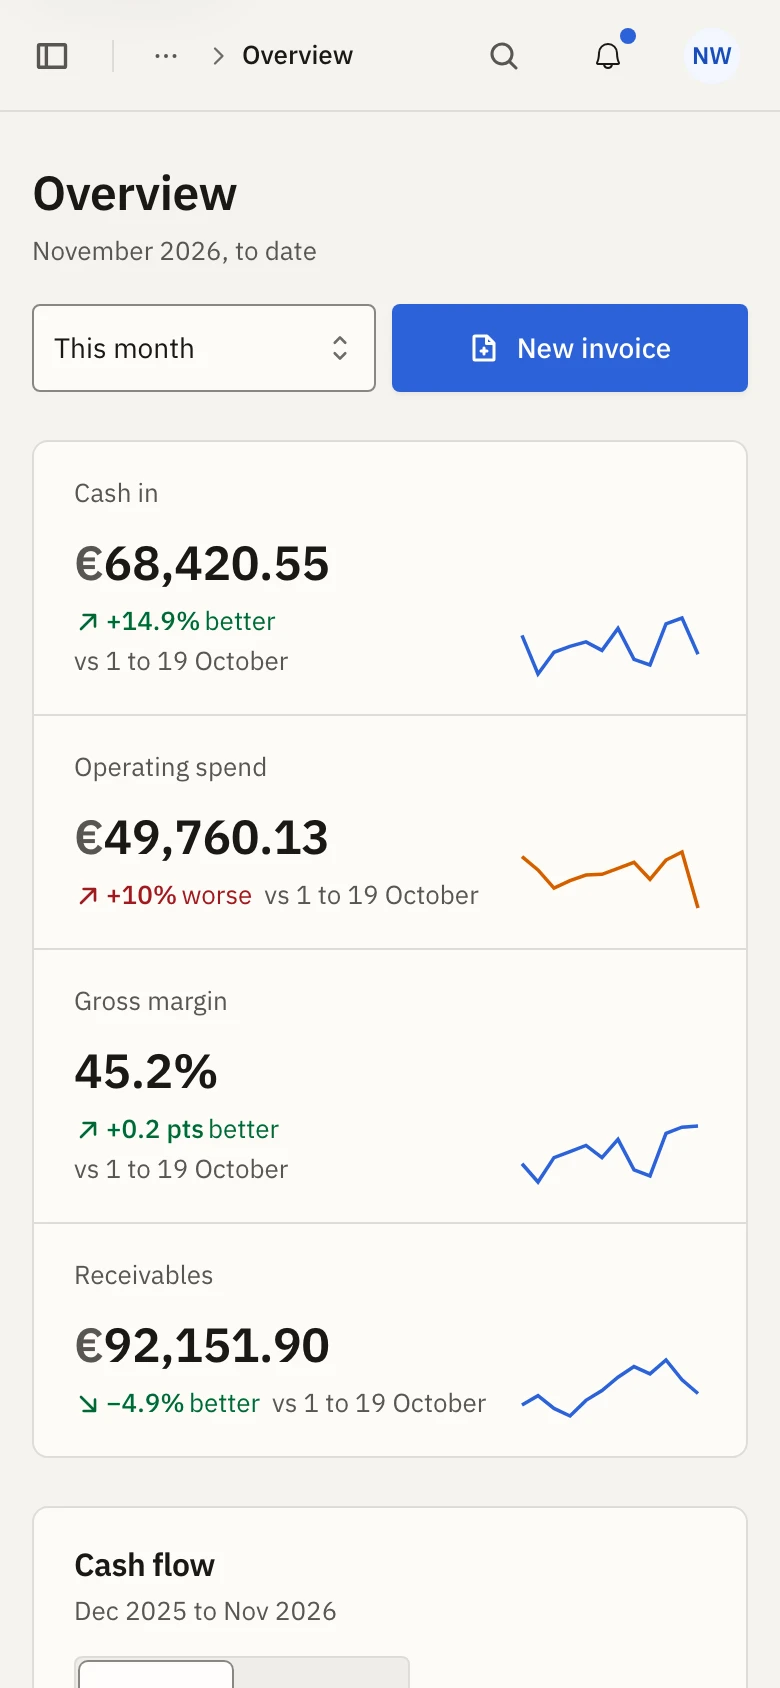 Overview
NW
Overview
November 2026, to date
This month
New invoice
Cash in
€68,420.55
+14.9% better
vs 1 to 19 October
Operating spend
€49,760.13
+10% worse vs 1 to 19 October
Gross margin
45.2%
+0.2 pts better
vs 1 to 19 October
Receivables
€92,151.90
−4.9% better vs 1 to 19 October
Cash flow
Dec 2025 to Nov 2026